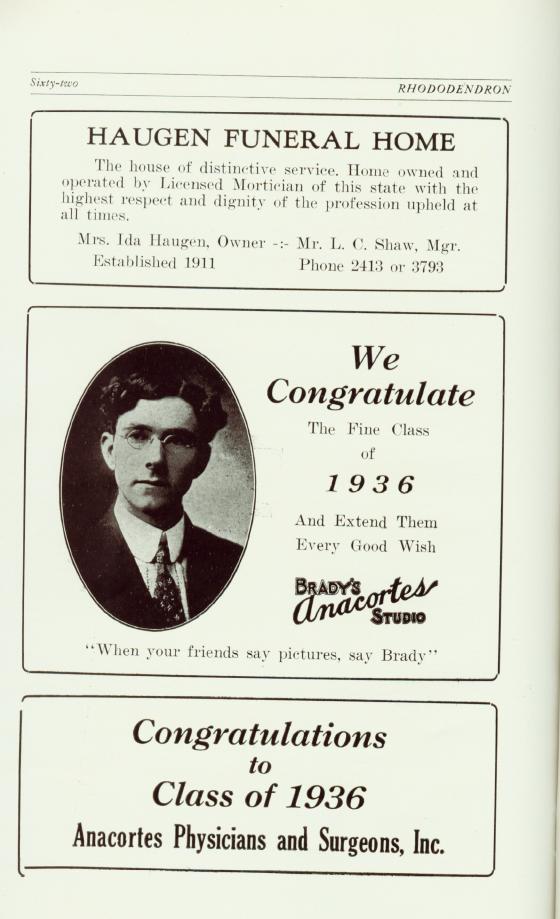 Sixty-two
RHODODENDRON
HAUGEN FUNERAL HOME
The house of distinctive service. Home owned and
operated by Licensed Mortician of this state with the
highest respect and dignity of the profession upheld at
all times.
Mrs. Ida Haugen, Owner -:- Mr. L. C. Shaw, Mgr.
Established 1911 Phone 2413 or 3793
We
Congratulate
The Fine Class
of
1936
And Extend Them
Every Good Wish
BRADY'S
Anacortes
STUDIO
"When your friends say pictures, say Brady"
Congratulations
to
Class of 1936
Anacortes Physicians and Surgeons, Inc.